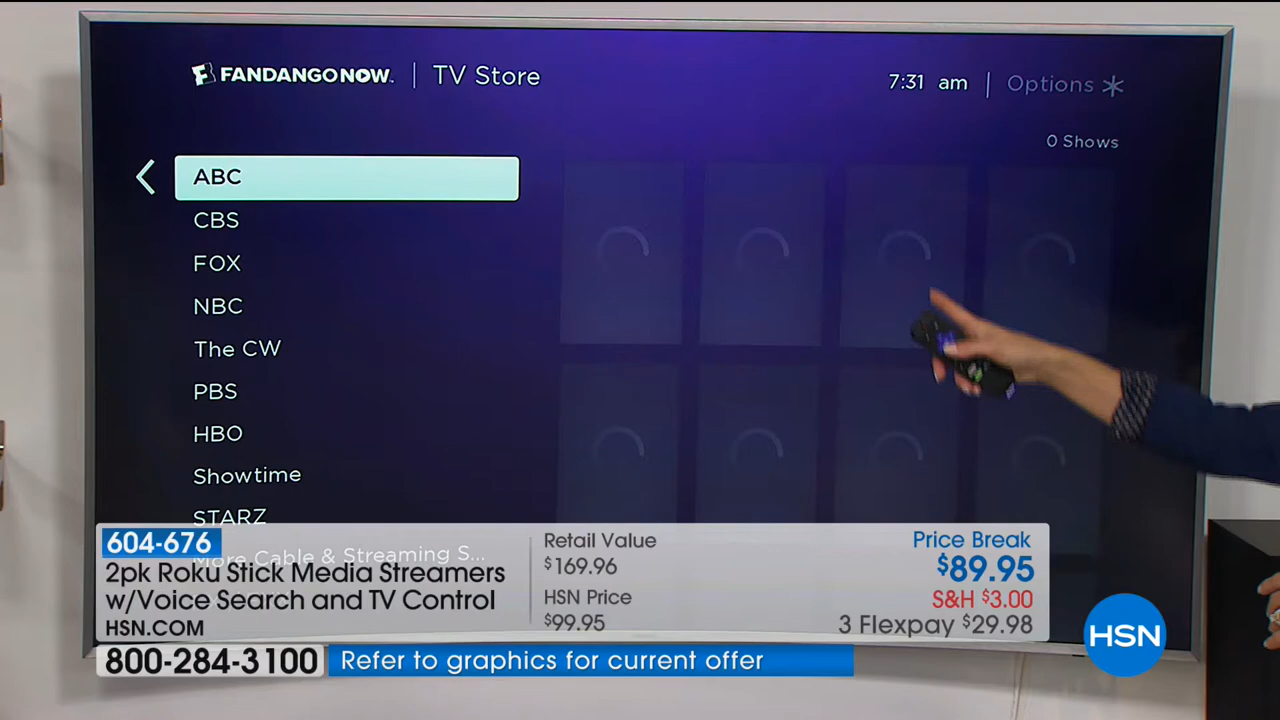 FANDANGONOW. | TV Store
7:31 am | Options *
0 Shows
ABC
CBS
FOX
NBC
The CW
PBS
HBO
Showtime
STARZ
More Cable & Streaming S...
604-676
2pk Roku Stick Media Streamers
w/Voice Search and TV Control
HSN.COM
Retail Value
$169.96
HSN Price
$99.95
Price Break
$89.95
S&H $3.00
3 Flexpay $29.98
HSN
800-284-3100
Refer to graphics for current offer